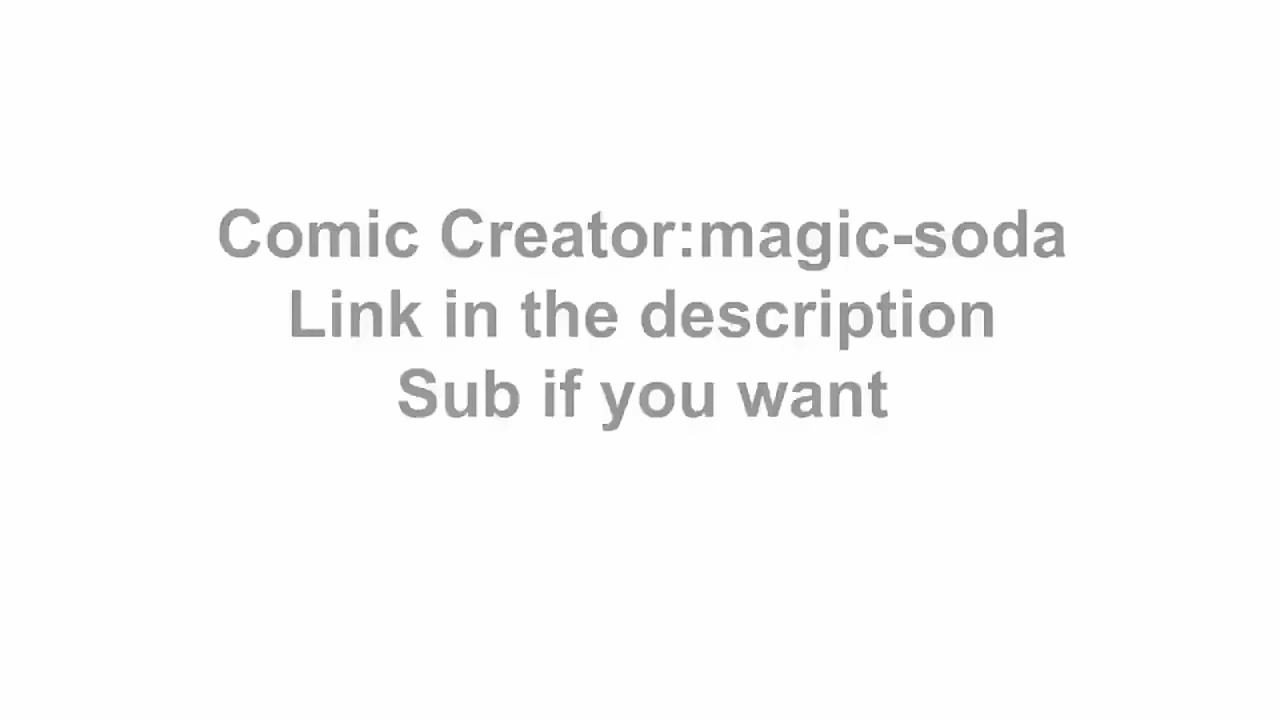 Comic Creator:magic-soda
Link in the description
Sub if you want